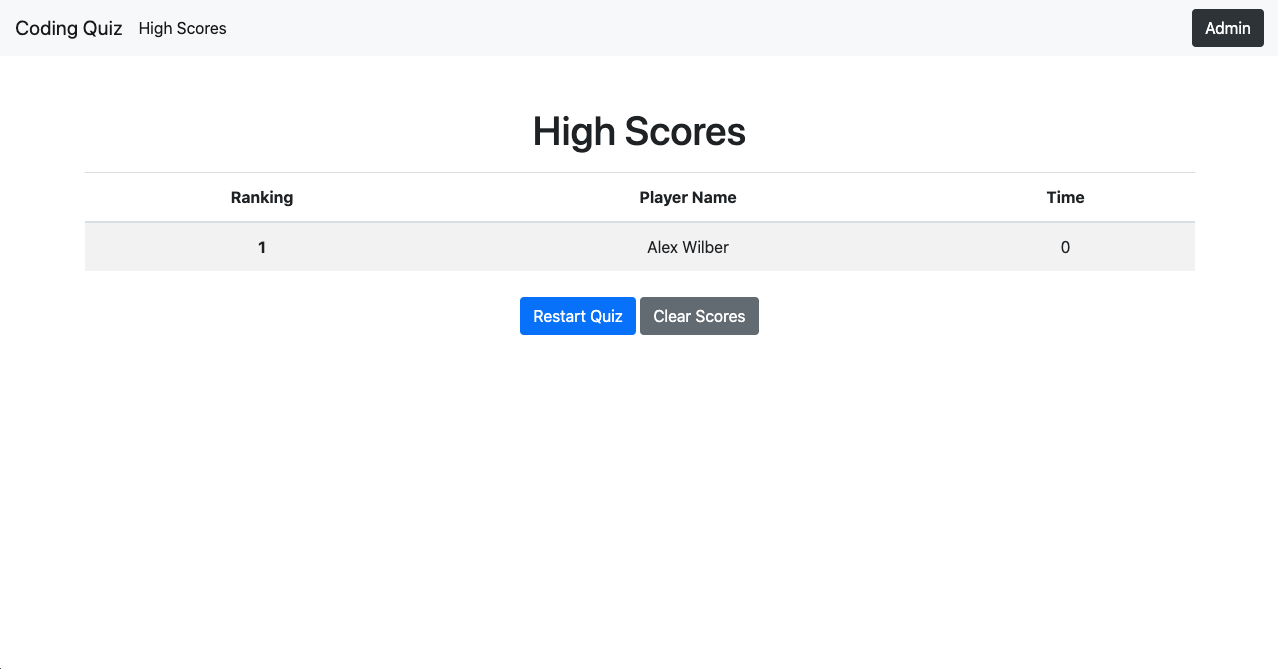 Coding Quiz High Scores Admin
High Scores
Ranking Player Name Time
1 Alex Wilber 0
Restart Quiz Clear Scores